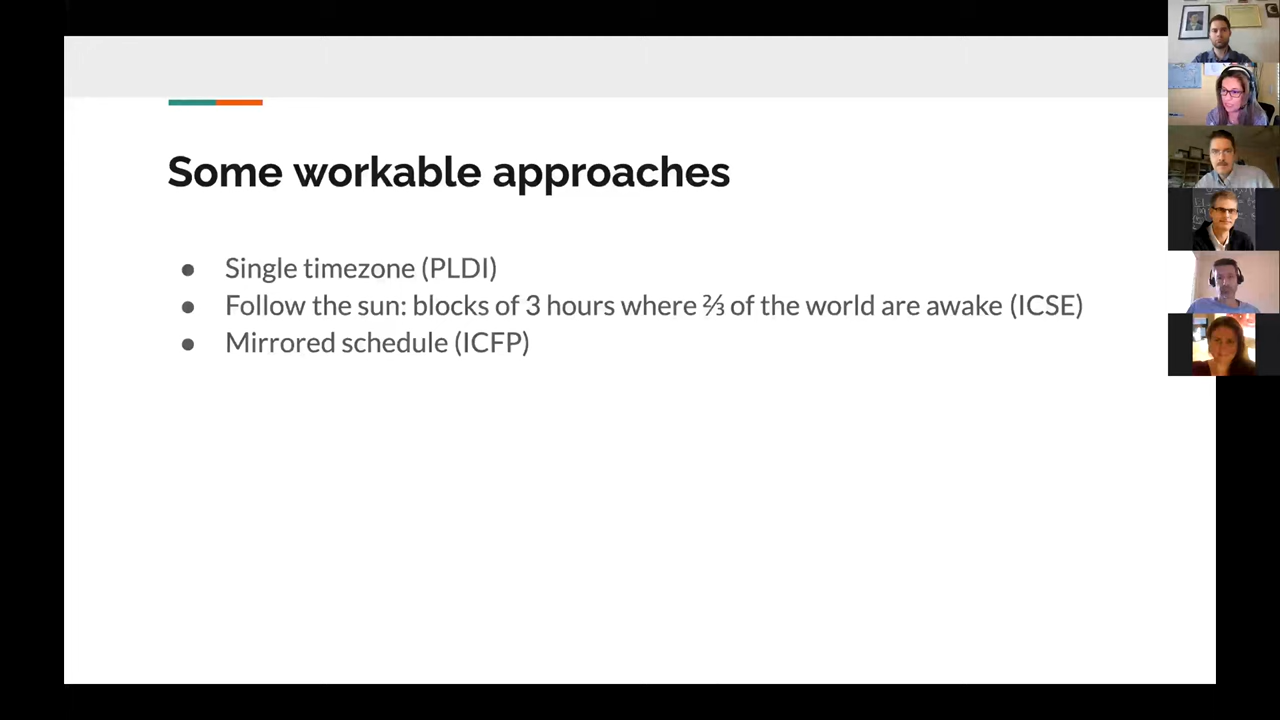 Some workable approaches
● Single timezone (PLDI)
● Follow the sun: blocks of 3 hours where ⅔ of the world are awake (ICSE)
● Mirrored schedule (ICFP)